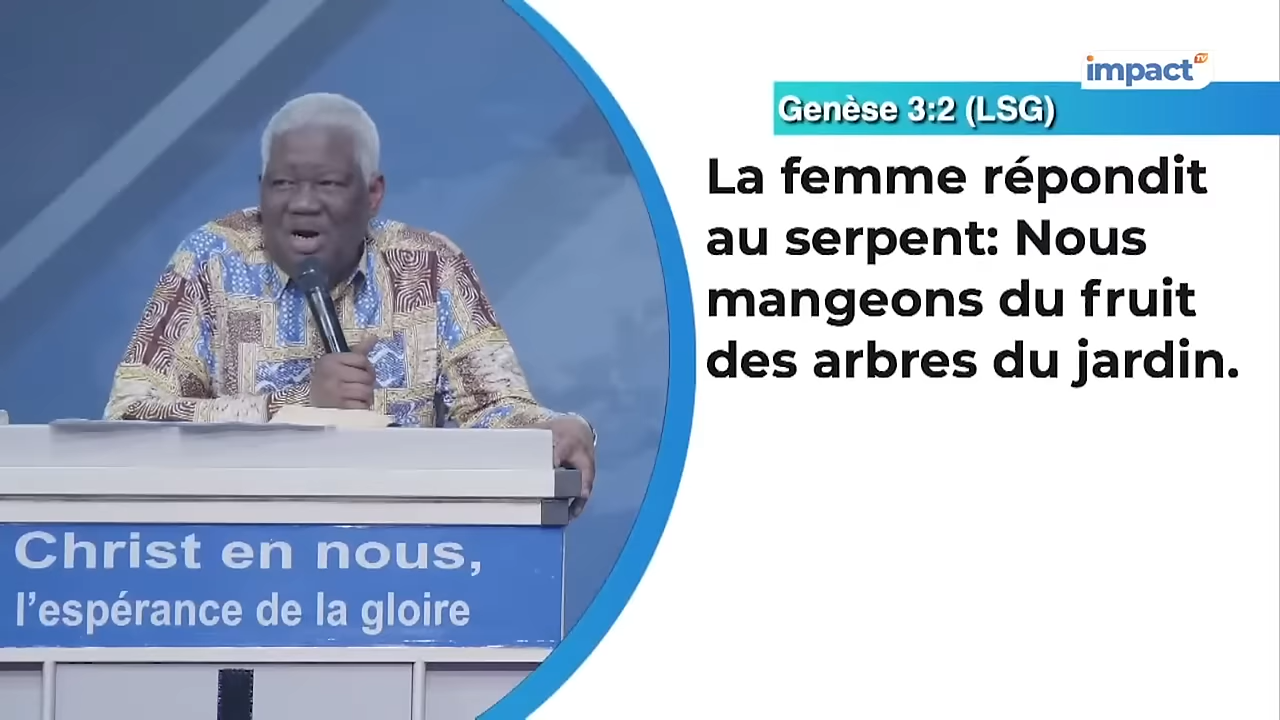 impact TV
Genèse 3:2 (LSG)
La femme répondit
au serpent: Nous
mangeons du fruit
des arbres du jardin.
Christ en nous,
l'espérance de la gloire